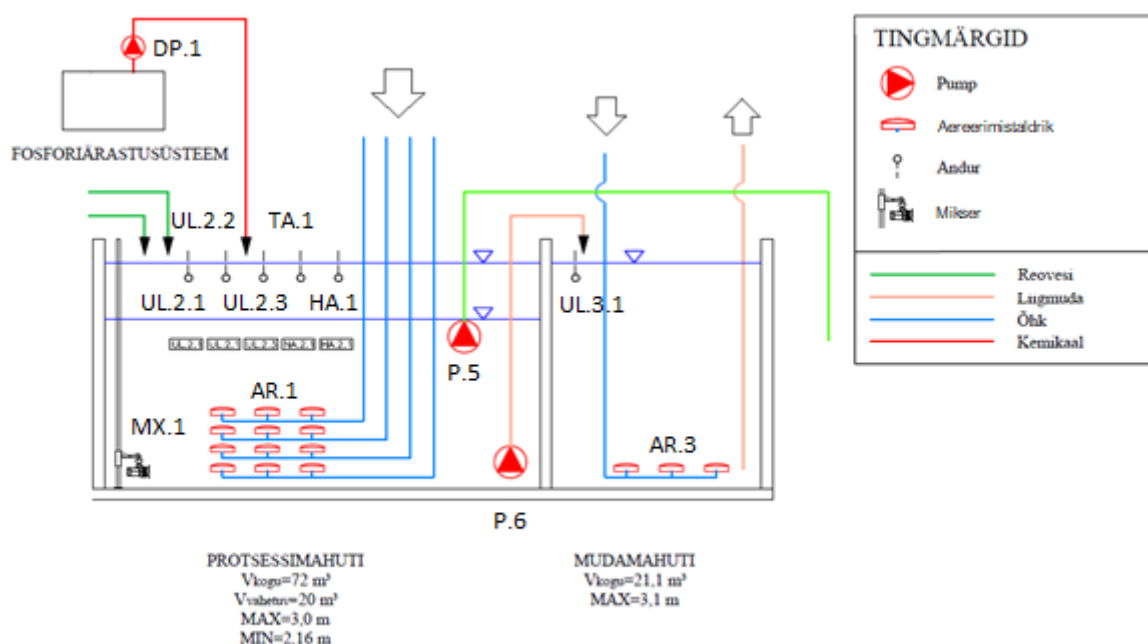 DP.1
FOSFORIÄRASTUSÜSTEEM
UL.2.2
TA.1
UL.2.1
UL.2.3
HA.1
UL.3.1
P.5
AR.1
MX.1
AR.3
P.6
PROTSESSIMAHUTI
Vkogu=72 m³
Vvahetuv=20 m³
MAX=3,0 m
MIN=2,16 m
MUDAMAHUTI
Vkogu=21,1 m³
MAX=3,1 m
TINGMÄRGID
Pump
Aereerimistaldrik
Andur
Mikser
Reovesi
Liigmuda
Õhk
Kemikaal